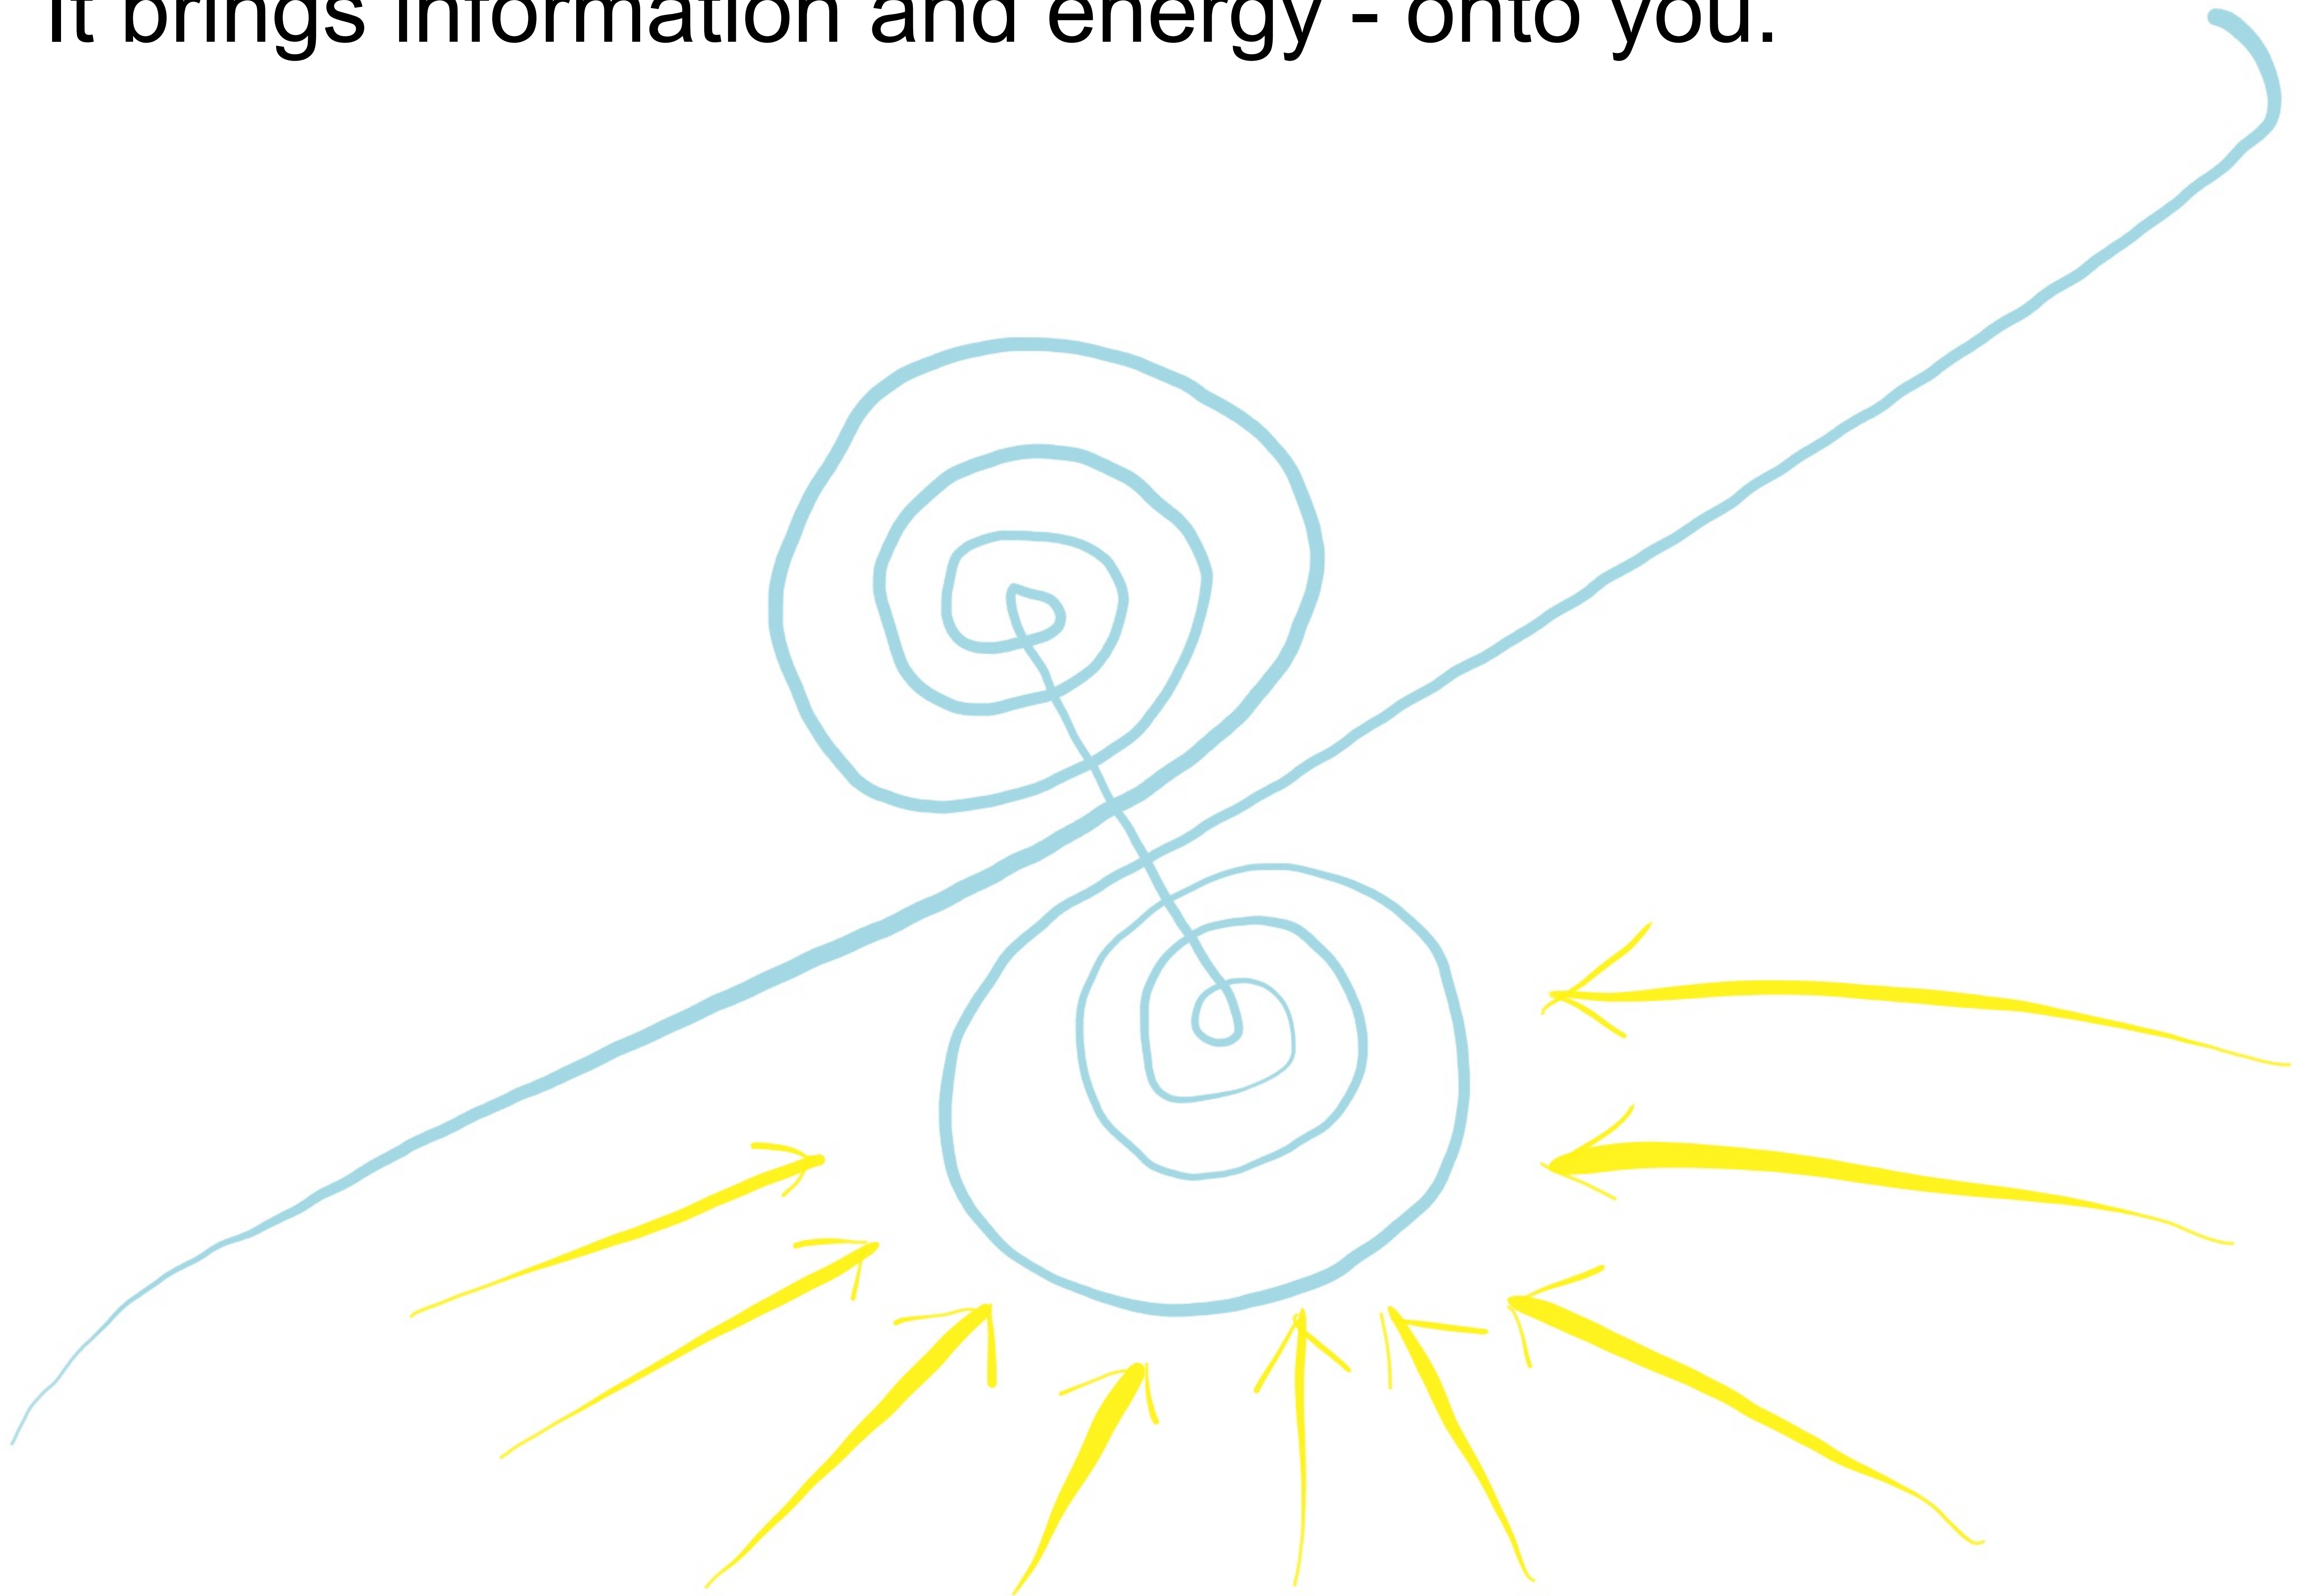 It brings information and energy - onto you.